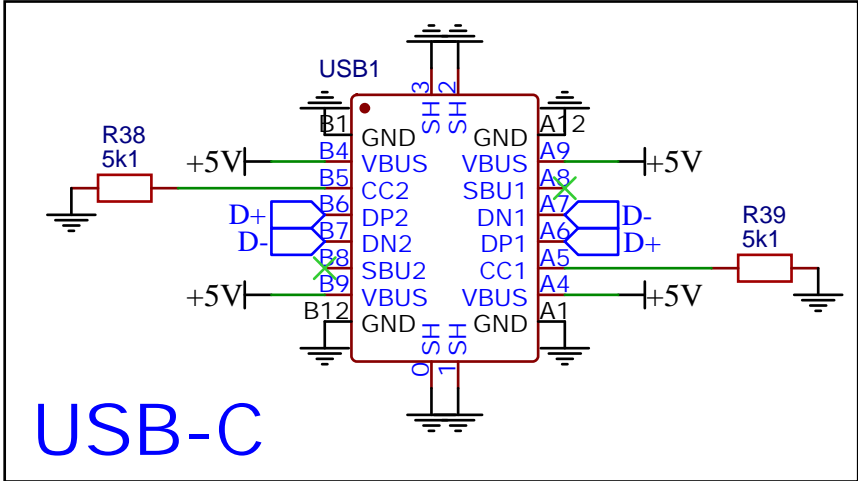 3 2
SH SH
USB1
R38
5k1
B1 GND GND A12
+5V B4 VBUS VBUS A9 +5V
B5 CC2 SBU1 A8
D+ B6 DP2 DN1 A7 D-
D- B7 DN2 DP1 A6 D+
R39
5k1
B8 SBU2 CC1 A5
+5V B9 VBUS VBUS A4 +5V
B12 GND GND A1
SH SH
0 1
USB-C